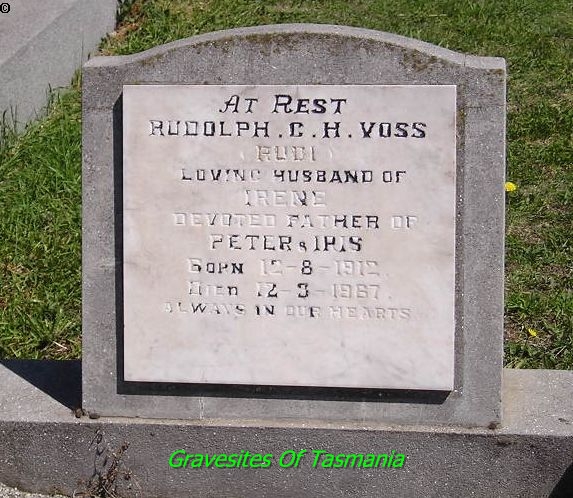 ©
AT REST
RUDOLPH. C. H. VOSS
(RUDI)
LOVING HUSBAND OF
IRENE
DEVOTED FATHER OF
PETER & IRIS
BORN 12-8-1912.
DIED 12-3-1987.
ALWAYS IN OUR HEARTS
Gravesites Of Tasmania